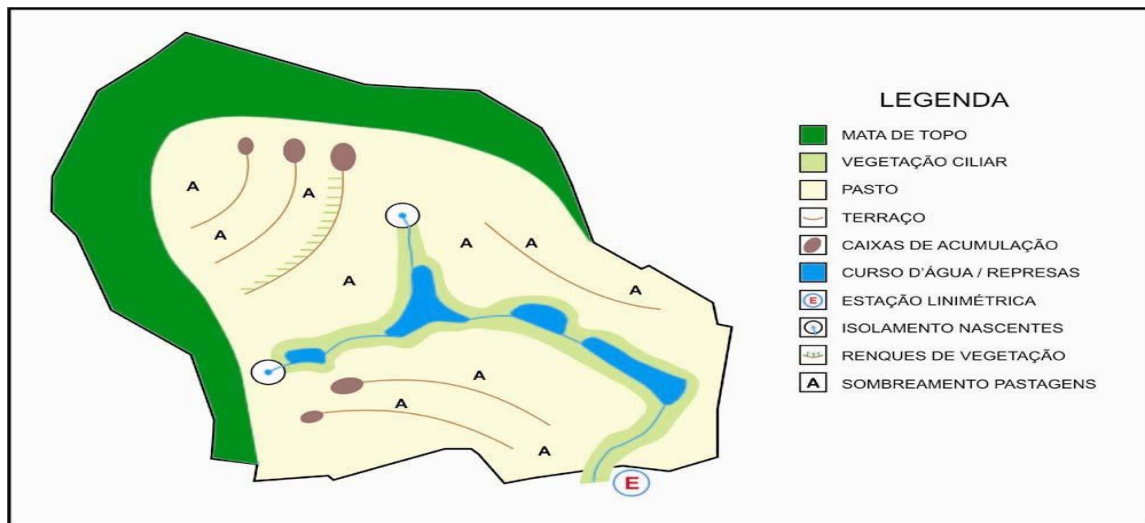 LEGENDA
MATA DE TOPO
VEGETAÇÃO CILIAR
PASTO
TERRAÇO
CAIXAS DE ACUMULAÇÃO
CURSO D'ÁGUA / REPRESAS
E ESTAÇÃO LINIMÉTRICA
ISOLAMENTO NASCENTES
RENQUES DE VEGETAÇÃO
A SOMBREAMENTO PASTAGENS
A
A
A
A
A
A
A
A
A
A
E